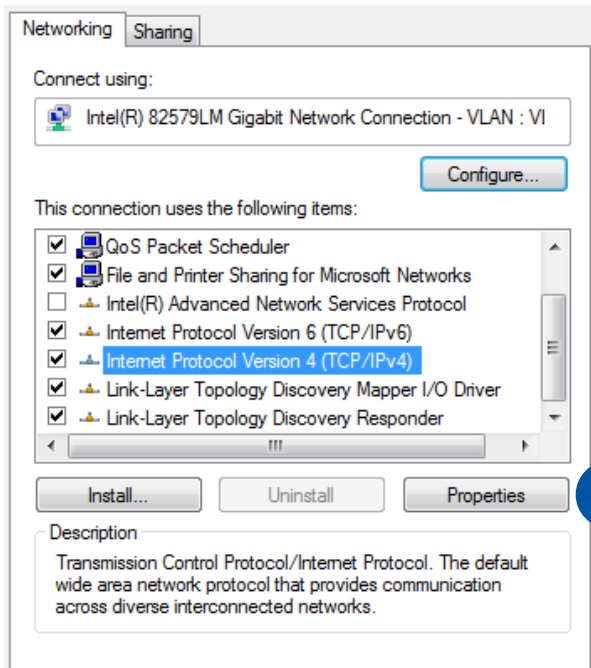 Networking Sharing
Connect using:
Intel(R) 82579LM Gigabit Network Connection - VLAN : VI
Configure...
This connection uses the following items:
QoS Packet Scheduler
File and Printer Sharing for Microsoft Networks
Intel(R) Advanced Network Services Protocol
Internet Protocol Version 6 (TCP/IPv6)
Internet Protocol Version 4 (TCP/IPv4)
Link-Layer Topology Discovery Mapper I/O Driver
Link-Layer Topology Discovery Responder
Install... Uninstall Properties
Description
Transmission Control Protocol/Internet Protocol. The default
wide area network protocol that provides communication
across diverse interconnected networks.